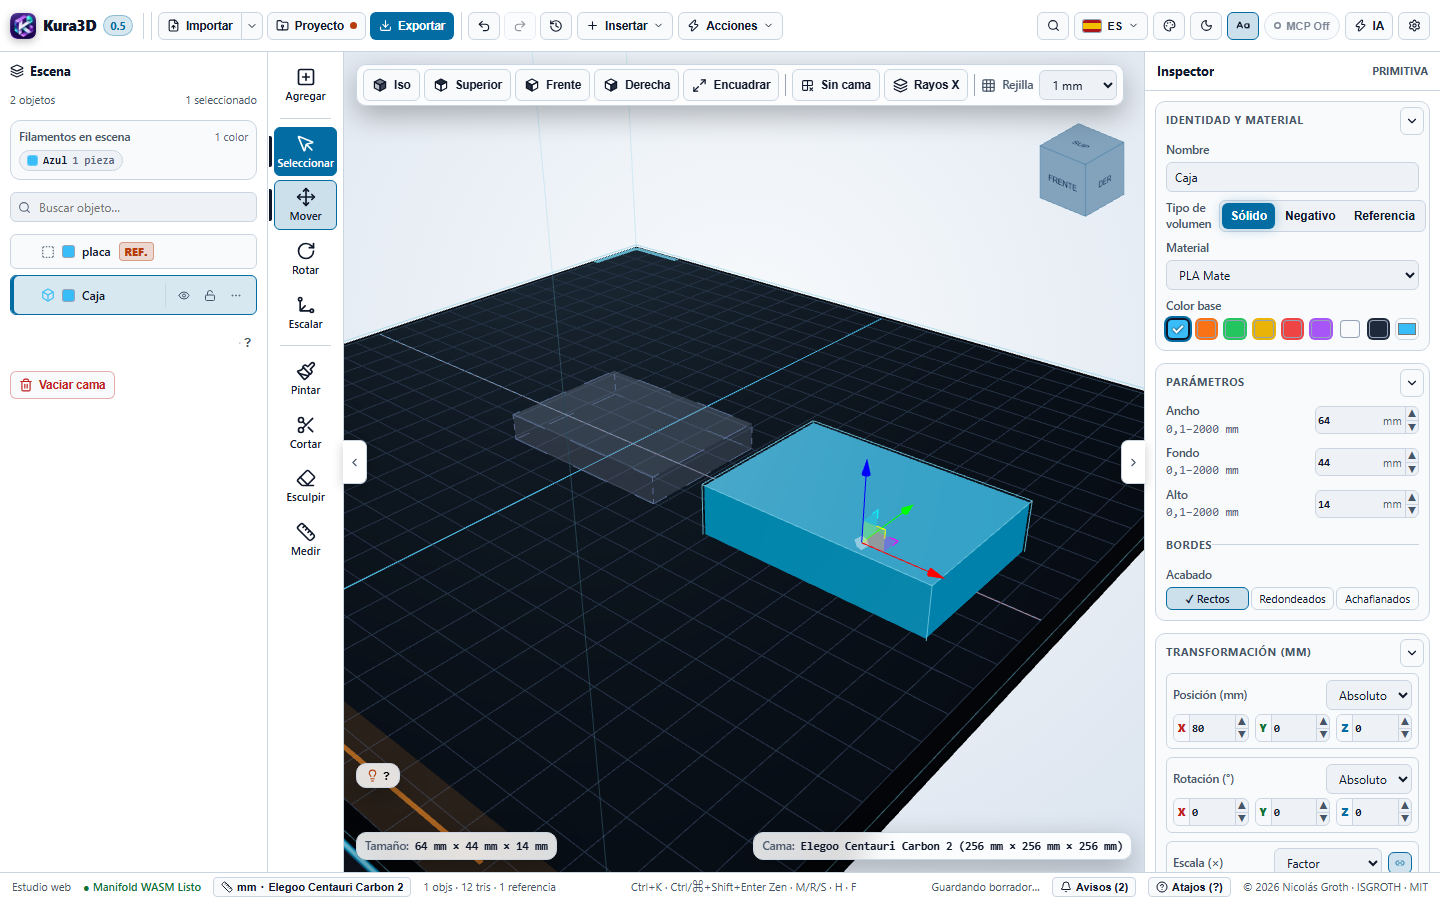 Kura3D 0.5 Importar Proyecto Exportar Insertar Acciones ES Aa MCP Off IA
Escena
2 objetos 1 seleccionado
Filamentos en escena 1 color
Azul 1 pieza
Buscar objeto...
placa REF.
Caja
?
Vaciar cama
Agregar
Seleccionar
Mover
Rotar
Escalar
Pintar
Cortar
Esculpir
Medir
Iso Superior Frente Derecha Encuadrar Sin cama Rayos X Rejilla 1 mm
SUP
FRENTE DER
?
Tamaño: 64 mm × 44 mm × 14 mm
Cama: Elegoo Centauri Carbon 2 (256 mm × 256 mm × 256 mm)
Inspector PRIMITIVA
IDENTIDAD Y MATERIAL
Nombre
Caja
Tipo de volumen Sólido Negativo Referencia
Material
PLA Mate
Color base
PARÁMETROS
Ancho
0,1–2000 mm
64 mm
Fondo
0,1–2000 mm
44 mm
Alto
0,1–2000 mm
14 mm
BORDES
Acabado
✓ Rectos Redondeados Achaflanados
TRANSFORMACIÓN (MM)
Posición (mm) Absoluto
X 80 Y 0 Z 0
Rotación (°) Absoluto
X 0 Y 0 Z 0
Escala (×) Factor
Estudio web ● Manifold WASM Listo mm · Elegoo Centauri Carbon 2 1 objs · 12 tris · 1 referencia Ctrl+K · Ctrl/⌘+Shift+Enter Zen · M/R/S · H · F Guardando borrador... Avisos (2) Atajos (?) © 2026 Nicolás Groth · ISGROTH · MIT